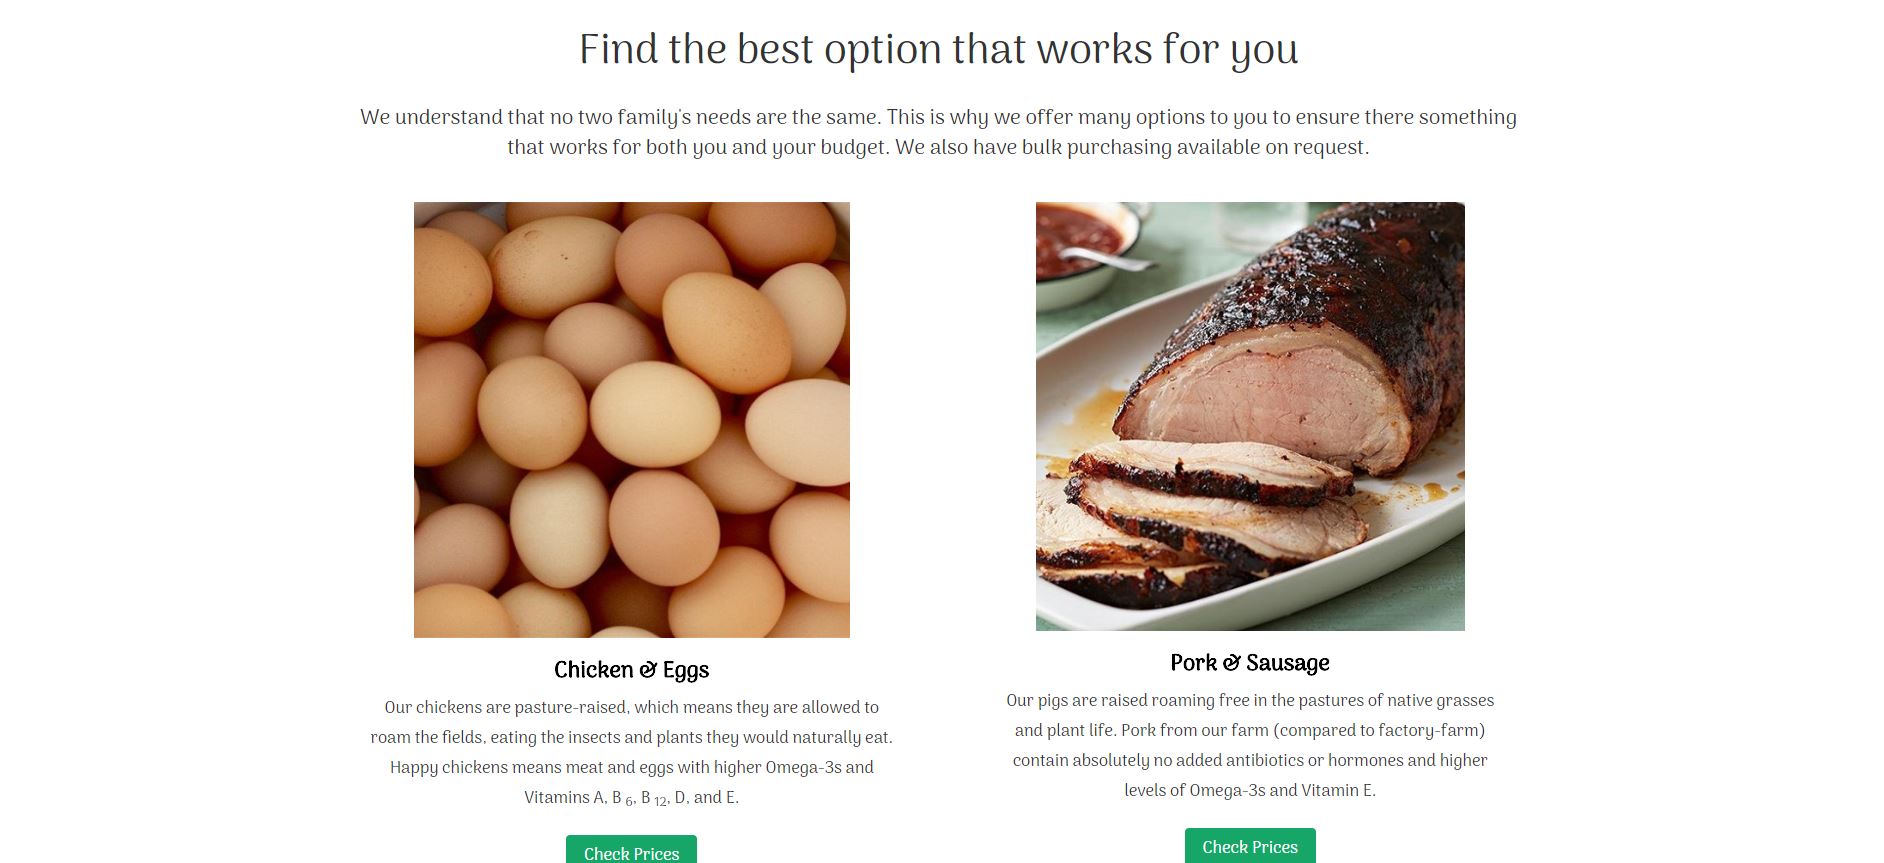 Find the best option that works for you
We understand that no two family's needs are the same. This is why we offer many options to you to ensure there something
that works for both you and your budget. We also have bulk purchasing available on request.
Chicken & Eggs
Our chickens are pasture-raised, which means they are allowed to
roam the fields, eating the insects and plants they would naturally eat.
Happy chickens means meat and eggs with higher Omega-3s and
Vitamins A, B 6, B 12, D, and E.
Check Prices
Pork & Sausage
Our pigs are raised roaming free in the pastures of native grasses
and plant life. Pork from our farm (compared to factory-farm)
contain absolutely no added antibiotics or hormones and higher
levels of Omega-3s and Vitamin E.
Check Prices